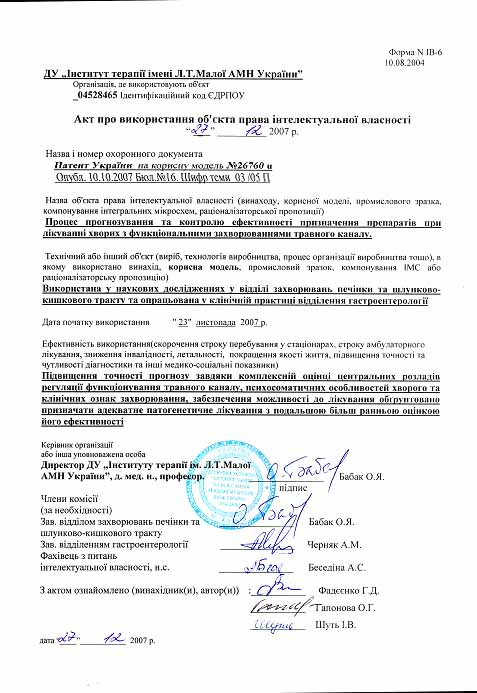 Форма N IB-6
10.08.2004
ДУ „Інститут терапії імені Л.Т.Малої АМН України”
Організація, де використовують об'єкт
_04528465 Ідентифікаційний код ЄДРПОУ
Акт про використання об'єкта права інтелектуальної власності
“27” 12 2007 р.
Назва і номер охоронного документа
Патент України на корисну модель №26760 u
Опубл. 10.10.2007 Бюл.№16. Шифр теми 03 /05 П
Назва об'єкта права інтелектуальної власності (винаходу, корисної моделі, промислового зразка,
компонування інтегральних мікросхем, раціоналізаторської пропозиції)
Процес прогнозування та контролю ефективності призначення препаратів при
лікуванні хворих з функціональними захворюваннями травного каналу.
Технічний або інший об'єкт (виріб, технологія виробництва, процес організації виробництва тощо), в
якому використано винахід, корисна модель, промисловий зразок, компонування ІМС або
раціоналізаторську пропозицію)
Використана у наукових дослідженнях у відділі захворювань печінки та шлунково-
кишкового тракту та опрацьована у клінічній практиці відділення гастроентерології
Дата початку використання " 23" листопада 2007 р.
Ефективність використання(скорочення строку перебування у стаціонарах, строку амбулаторного
лікування, зниження інвалідності, летальності, покращення якості життя, підвищення точності та
чутливості діагностики та інші медико-соціальні показники)
Підвищення точності прогнозу завдяки комплексній оцінці центральних розладів
регуляції функціонування травного каналу, психосоматичних особливостей хворого та
клінічних ознак захворювання, забезпечення можливості до лікування обґрунтовано
призначати адекватне патогенетичне лікування з подальшою більш ранньою оцінкою
його ефективності
Керівник організації
або інша уповноважена особа
Директор ДУ „Інституту терапії ім. Л.Т.Малої
АМН України”, д. мед. н., професор. Бабак О.Я.
підпис
Члени комісії
(за необхідності)
Зав. відділом захворювань печінки та Бабак О.Я.
шлунково-кишкового тракту
Зав. відділенням гастроентерології Черняк А.М.
Фахівець з питань
інтелектуальної власності, н.с. Беседіна А.С.
З актом ознайомлено (винахідник(и), автор(и)) : Фадєєнко Г.Д.
Гапонова О.Г.
Шуть І.В.
дата “27” 12 2007 р.